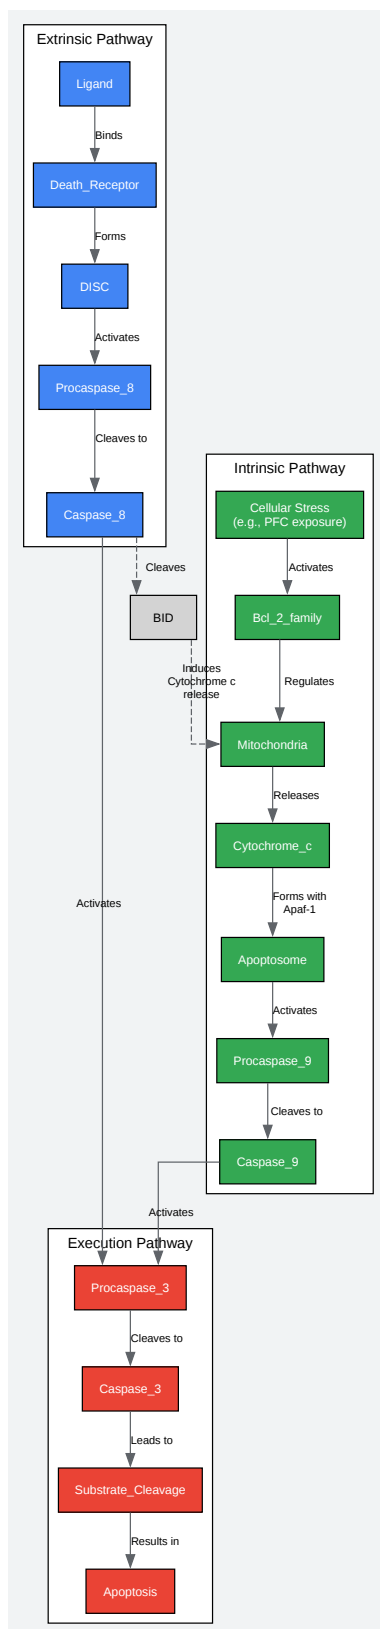 Extrinsic Pathway
Ligand
Binds
Death_Receptor
Forms
DISC
Activates
Procaspase_8
Cleaves to
Caspase_8
Intrinsic Pathway
Cellular Stress
(e.g., PFC exposure)
Cleaves
Activates
BID
Bcl_2_family
Induces
Cytochrome c
release
Regulates
Mitochondria
Releases
Cytochrome_c
Activates
Forms with
Apaf-1
Apoptosome
Activates
Procaspase_9
Cleaves to
Caspase_9
Activates
Execution Pathway
Procaspase_3
Cleaves to
Caspase_3
Leads to
Substrate_Cleavage
Results in
Apoptosis